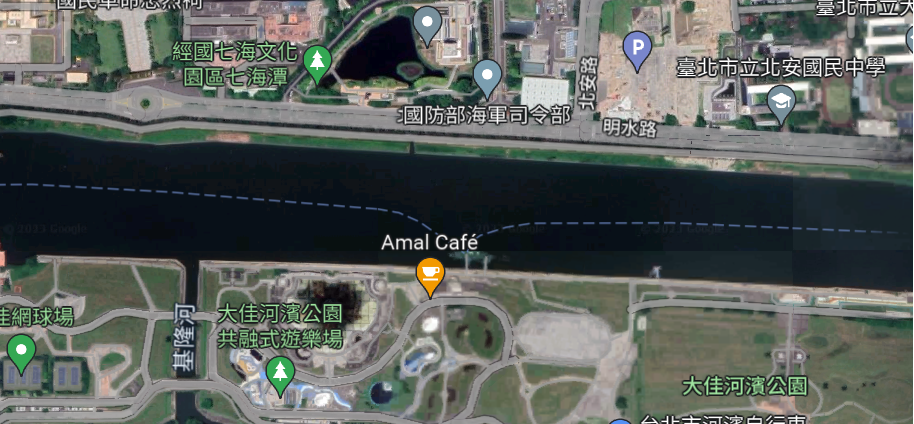 國民革命忠烈祠
臺北市立大
經國七海文化
園區七海潭
P
北安路
臺北市立北安國民中學
國防部海軍司令部
明水路
© 2023 Google
Amal Café
大佳河濱公園
共融式遊樂場
佳網球場
基隆河
大佳河濱公園
台北市河濱自行車